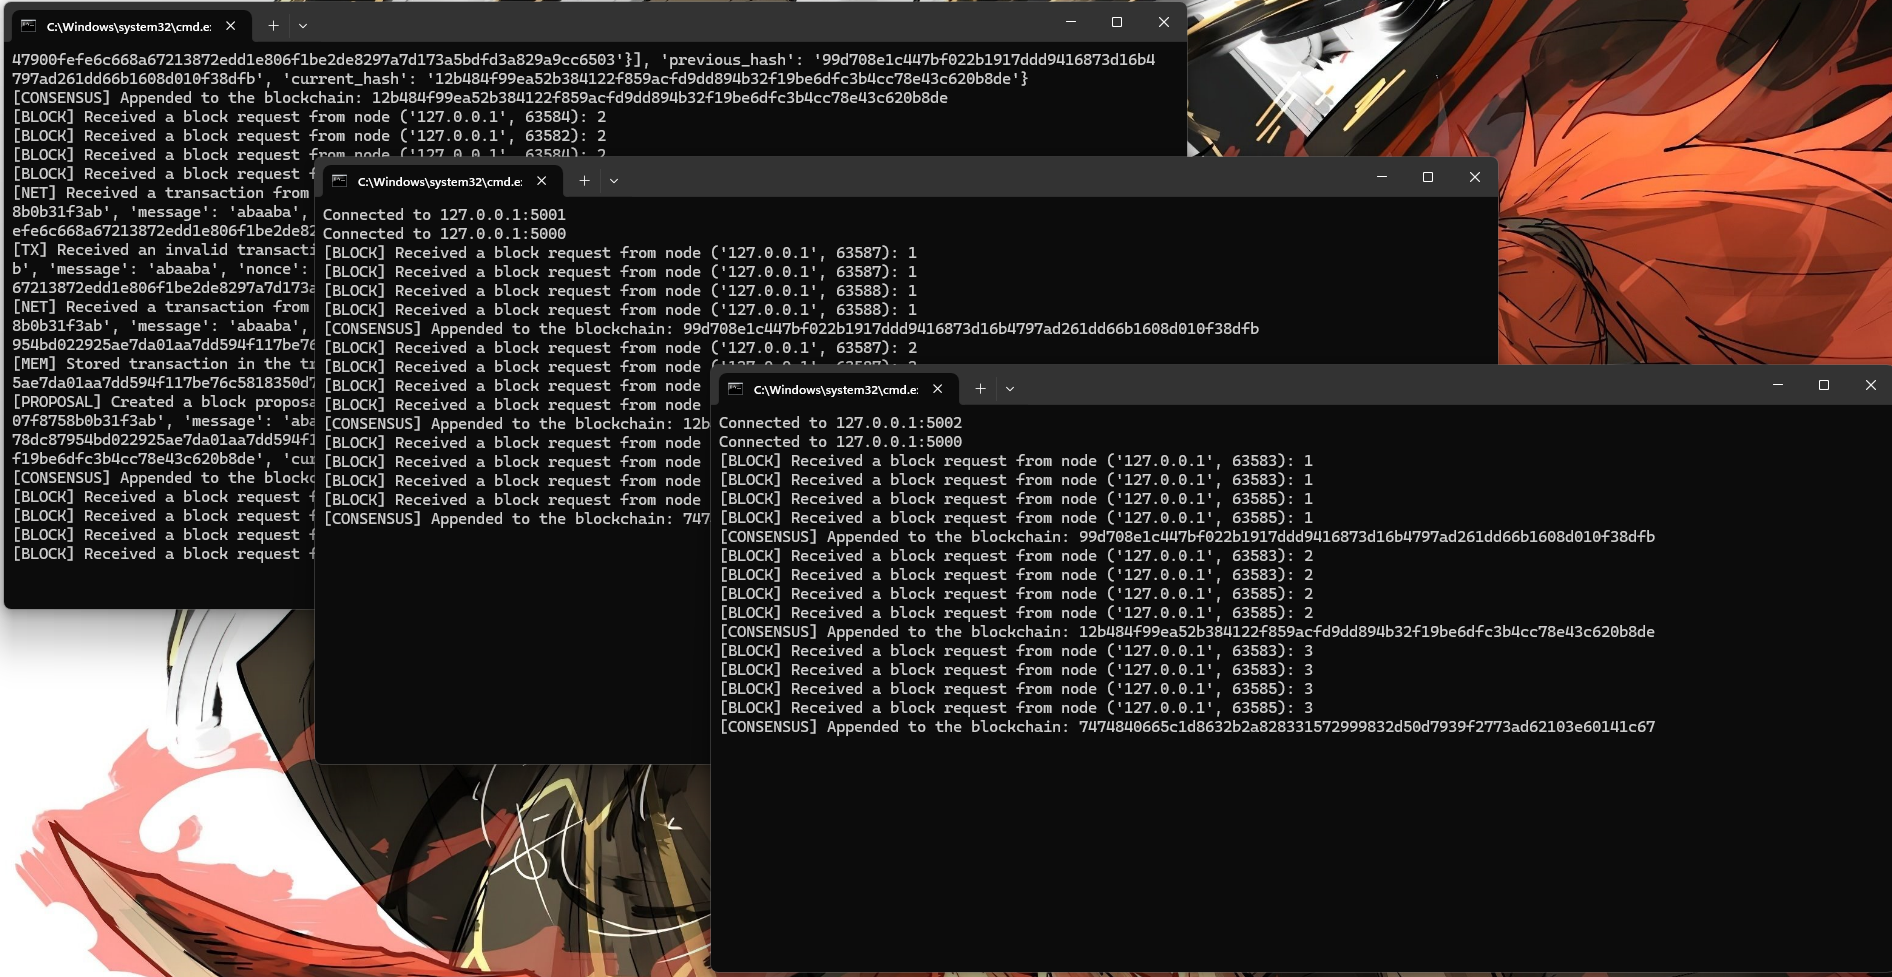 C:\Windows\system32\cmd.e:
47900fefe6c668a67213872edd1e806f1be2de8297a7d173a5bdfd3a829a9cc6503'}], 'previous_hash': '99d708e1c447bf022b1917ddd9416873d16b4
797ad261dd66b1608d010f38dfb', 'current_hash': '12b484f99ea52b384122f859acfd9dd894b32f19be6dfc3b4cc78e43c620b8de'}
[CONSENSUS] Appended to the blockchain: 12b484f99ea52b384122f859acfd9dd894b32f19be6dfc3b4cc78e43c620b8de
[BLOCK] Received a block request from node ('127.0.0.1', 63584): 2
[BLOCK] Received a block request from node ('127.0.0.1', 63582): 2
[BLOCK] Received a block request from node ('127.0.0.1', 63584): 2
[BLOCK] Received a block request f
[NET] Received a transaction from
8b0b31f3ab', 'message': 'abaaba',
efe6c668a67213872edd1e806f1be2de82
[TX] Received an invalid transacti
b', 'message': 'abaaba', 'nonce':
67213872edd1e806f1be2de8297a7d173a
[NET] Received a transaction from
8b0b31f3ab', 'message': 'abaaba',
954bd022925ae7da01aa7dd594f117be76
[MEM] Stored transaction in the tr
5ae7da01aa7dd594f117be76c5818350d7
[PROPOSAL] Created a block proposa
07f8758b0b31f3ab', 'message': 'aba
78dc87954bd022925ae7da01aa7dd594f1
f19be6dfc3b4cc78e43c620b8de', 'cur
[CONSENSUS] Appended to the blockc
[BLOCK] Received a block request f
[BLOCK] Received a block request f
[BLOCK] Received a block request f
[BLOCK] Received a block request f
C:\Windows\system32\cmd.e:
Connected to 127.0.0.1:5001
Connected to 127.0.0.1:5000
[BLOCK] Received a block request from node ('127.0.0.1', 63587): 1
[BLOCK] Received a block request from node ('127.0.0.1', 63587): 1
[BLOCK] Received a block request from node ('127.0.0.1', 63588): 1
[BLOCK] Received a block request from node ('127.0.0.1', 63588): 1
[CONSENSUS] Appended to the blockchain: 99d708e1c447bf022b1917ddd9416873d16b4797ad261dd66b1608d010f38dfb
[BLOCK] Received a block request from node ('127.0.0.1', 63587): 2
[BLOCK] Received a block request from node
[BLOCK] Received a block request from node
[BLOCK] Received a block request from node
[CONSENSUS] Appended to the blockchain: 12b
[BLOCK] Received a block request from node
[BLOCK] Received a block request from node
[BLOCK] Received a block request from node
[BLOCK] Received a block request from node
[CONSENSUS] Appended to the blockchain: 747
C:\Windows\system32\cmd.e:
Connected to 127.0.0.1:5002
Connected to 127.0.0.1:5000
[BLOCK] Received a block request from node ('127.0.0.1', 63583): 1
[BLOCK] Received a block request from node ('127.0.0.1', 63583): 1
[BLOCK] Received a block request from node ('127.0.0.1', 63585): 1
[BLOCK] Received a block request from node ('127.0.0.1', 63585): 1
[CONSENSUS] Appended to the blockchain: 99d708e1c447bf022b1917ddd9416873d16b4797ad261dd66b1608d010f38dfb
[BLOCK] Received a block request from node ('127.0.0.1', 63583): 2
[BLOCK] Received a block request from node ('127.0.0.1', 63583): 2
[BLOCK] Received a block request from node ('127.0.0.1', 63585): 2
[BLOCK] Received a block request from node ('127.0.0.1', 63585): 2
[CONSENSUS] Appended to the blockchain: 12b484f99ea52b384122f859acfd9dd894b32f19be6dfc3b4cc78e43c620b8de
[BLOCK] Received a block request from node ('127.0.0.1', 63583): 3
[BLOCK] Received a block request from node ('127.0.0.1', 63583): 3
[BLOCK] Received a block request from node ('127.0.0.1', 63585): 3
[BLOCK] Received a block request from node ('127.0.0.1', 63585): 3
[CONSENSUS] Appended to the blockchain: 7474840665c1d8632b2a828331572999832d50d7939f2773ad62103e60141c67